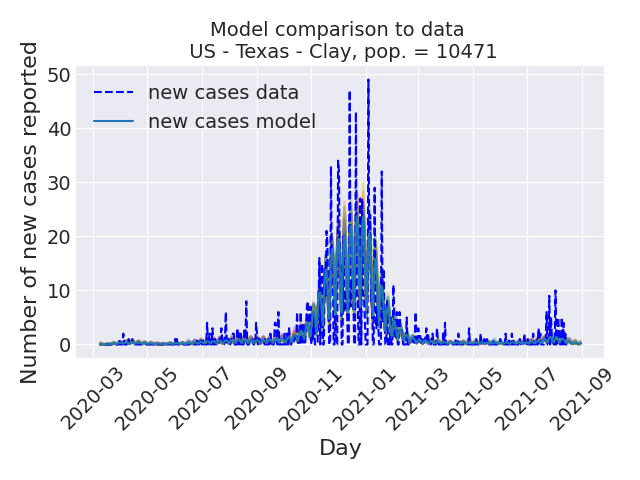 Model comparison to data
US - Texas - Clay, pop. = 10471
Number of new cases reported
50
40
30
20
10
0
new cases data
new cases model
2020-03
2020-05
2020-07
2020-09
2020-11
2021-01
2021-03
2021-05
2021-07
2021-09
Day